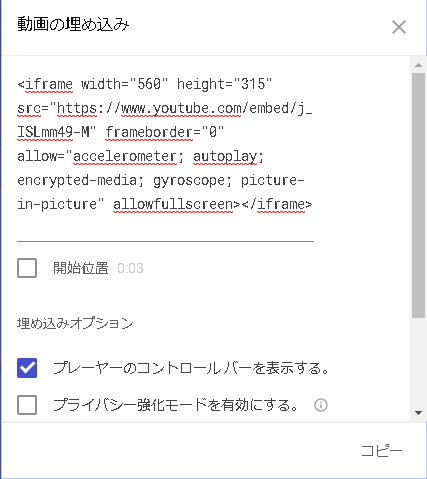 動画の埋め込み
<iframe width="560" height="315"
src="https://www.youtube.com/embed/j_
ISLmm49-M" frameborder="0"
allow="accelerometer; autoplay;
encrypted-media; gyroscope; picture-
in-picture" allowfullscreen></iframe>
開始位置 0:03
埋め込みオプション
プレーヤーのコントロール バーを表示する。
プライバシー強化モードを有効にする。
コピー